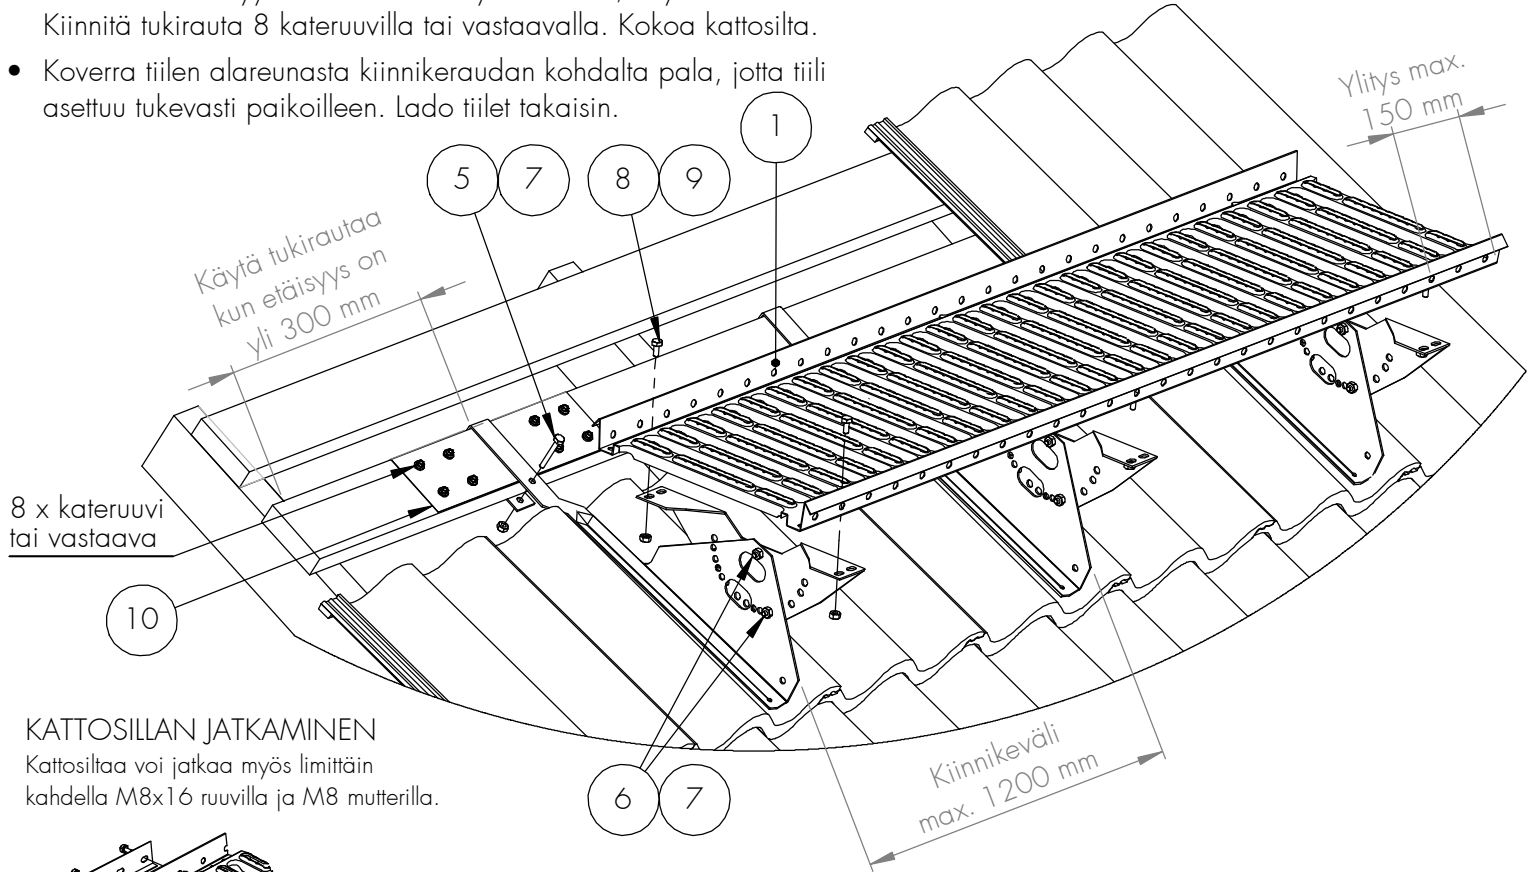 Kiinnitä tukirauta 8 kateruuvilla tai vastaavalla. Kokoa kattosilta.
• Koverra tiilen alareunasta kiinnikeraudan kohdalta pala, jotta tiili
asettuu tukevasti paikoilleen. Lado tiilet takaisin.
Ylitys max.
150 mm
1
5 7 8 9
Käytä tukirautaa
kun etäisyys on
yli 300 mm
8 x kateruuvi
tai vastaava
10
KATTOSILLAN JATKAMINEN
Kattosiltaa voi jatkaa myös limittäin
kahdella M8x16 ruuvilla ja M8 mutterilla.
6 7
Kiinnikeväli
max. 1200 mm